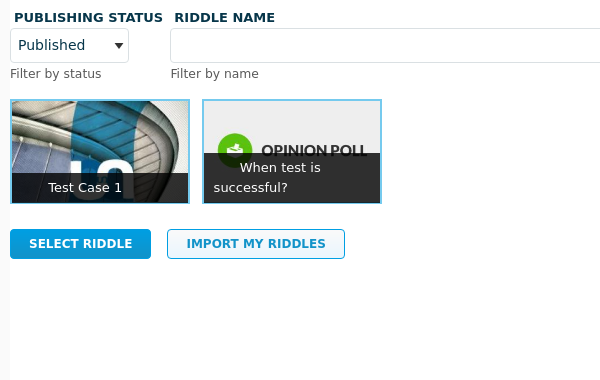 PUBLISHING STATUS RIDDLE NAME
Published
Filter by status Filter by name
OPINION POLL
Test Case 1
When test is
successful?
SELECT RIDDLE IMPORT MY RIDDLES